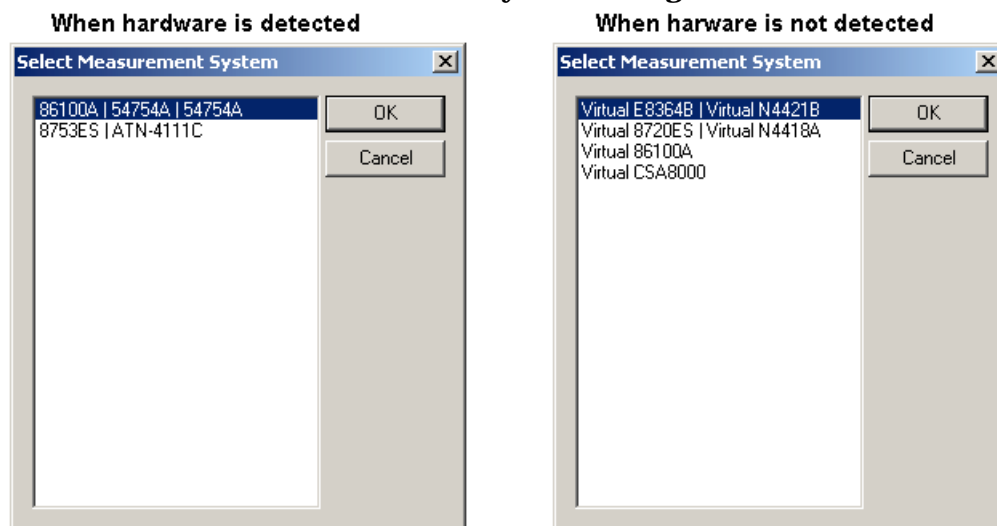 When hardware is detected
Select Measurement System
86100A | 54754A | 54754A
8753ES | ATN-4111C
OK
Cancel
When harware is not detected
Select Measurement System
Virtual E8364B | Virtual N4421B
Virtual 8720ES | Virtual N4418A
Virtual 86100A
Virtual CSA8000
OK
Cancel